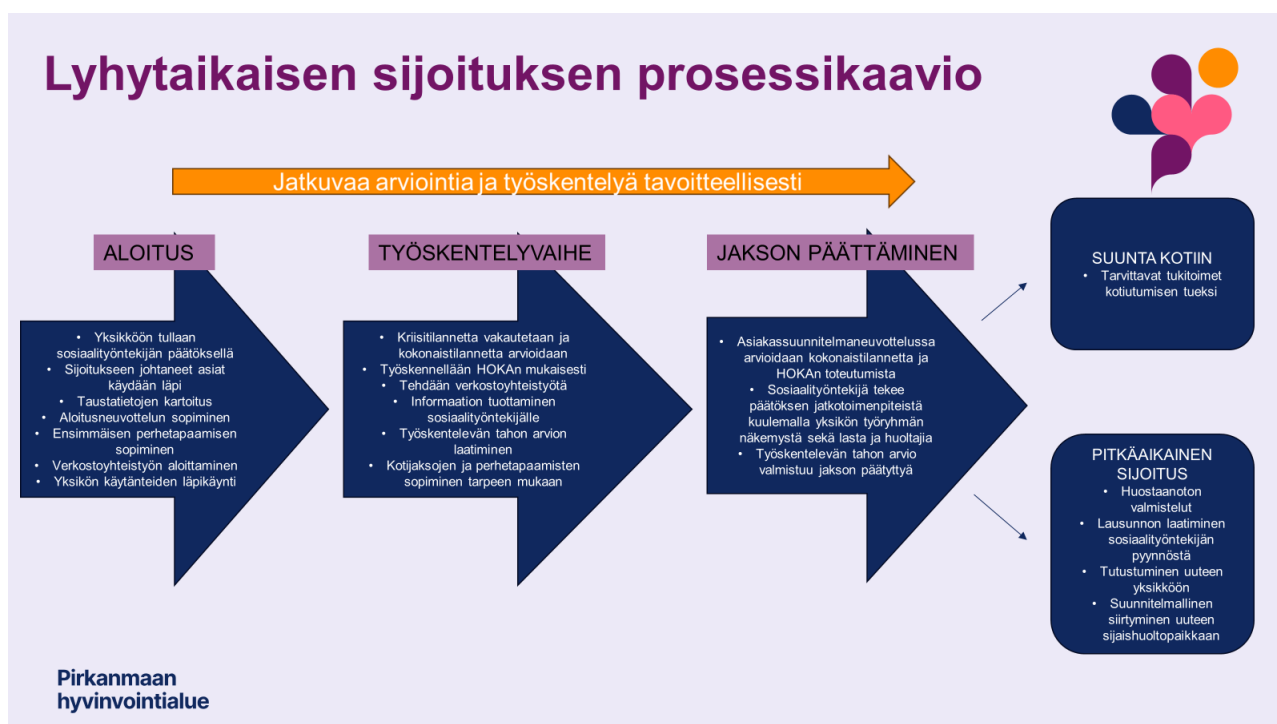 Lyhytaikaisen sijoituksen prosessikaavio
Jatkuvaa arviointia ja työskentelyä tavoitteellisesti
ALOITUS
• Yksikköön tullaan
sosiaalityöntekijän päätöksellä
• Sijoitukseen johtaneet asiat
käydään läpi
• Taustatietojen kartoitus
• Aloitusneuvottelun sopiminen
• Ensimmäisen perhetapaamisen
sopiminen
• Verkostoyhteistyön aloittaminen
• Yksikön käytänteiden läpikäynti
TYÖSKENTELYVAIHE
• Kriisitilannetta vakautetaan ja
kokonaistilannetta arvioidaan
• Työskennellään HOKAn mukaisesti
• Tehdään verkostoyhteistyötä
• Informaation tuottaminen
sosiaalityöntekijälle
• Työskentelevän tahon arvion
laatiminen
• Kotijaksojen ja perhetapaamisten
sopiminen tarpeen mukaan
JAKSON PÄÄTTÄMINEN
• Asiakassuunnitelmaneuvottelussa
arvioidaan kokonaistilannetta ja
HOKAn toteutumista
• Sosiaalityöntekijä tekee
päätöksen jatkotoimenpiteistä
kuulemalla yksikön työryhmän
näkemystä sekä lasta ja huoltajia
• Työskentelevän tahon arvio
valmistuu jakson päätyttyä
SUUNTA KOTIIN
• Tarvittavat tukitoimet
kotiutumisen tueksi
PITKÄAIKAINEN
SIJOITUS
• Huostaanoton
valmistelut
• Lausunnon laatiminen
sosiaalityöntekijän
pyynnöstä
• Tutustuminen uuteen
yksikköön
• Suunnitelmallinen
siirtyminen uuteen
sijaishuoltopaikkaan
Pirkanmaan
hyvinvointialue